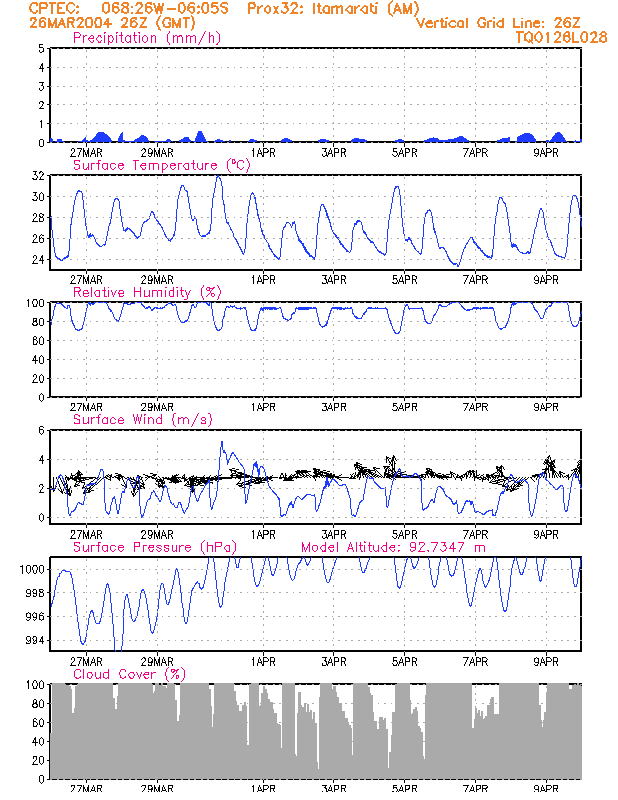 CPTEC: 068:26W-06:05S Prox32: Itamarati (AM)
26MAR2004 26Z (GMT) Vertical Grid Line: 26Z
Precipitation (mm/h) TQ0126L028
5
4
3
2
1
0
27MAR 29MAR 1APR 3APR 5APR 7APR 9APR
Surface Temperature (°C)
32
30
28
26
24
27MAR 29MAR 1APR 3APR 5APR 7APR 9APR
Relative Humidity (%)
100
80
60
40
20
0
27MAR 29MAR 1APR 3APR 5APR 7APR 9APR
Surface Wind (m/s)
6
4
2
0
27MAR 29MAR 1APR 3APR 5APR 7APR 9APR
Surface Pressure (hPa) Model Altitude: 92.7347 m
1000
998
996
994
27MAR 29MAR 1APR 3APR 5APR 7APR 9APR
Cloud Cover (%)
100
80
60
40
20
0
27MAR 29MAR 1APR 3APR 5APR 7APR 9APR